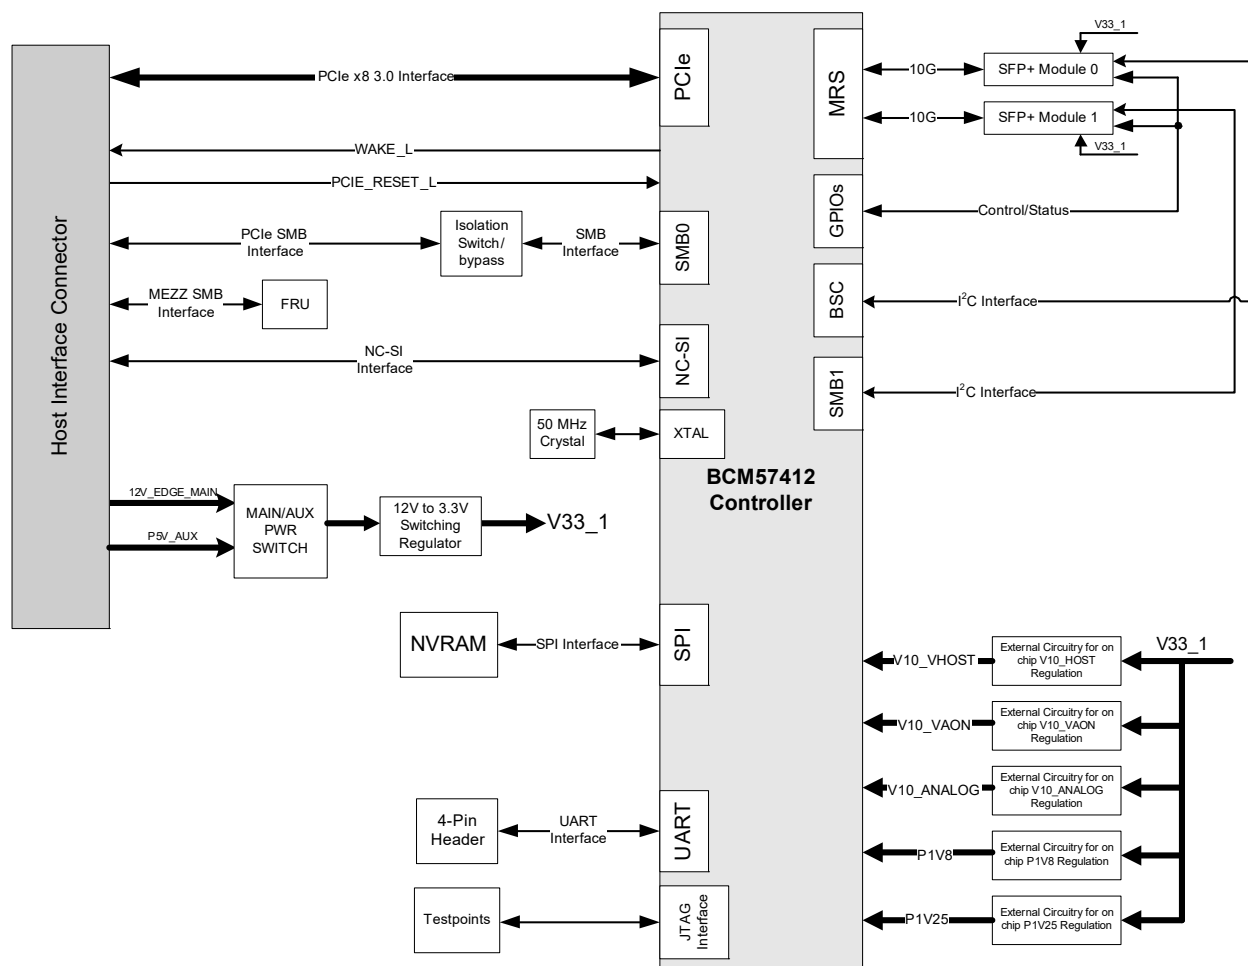 V33_1
PCIe x8 3.0 Interface
PCIe
MRS
10G
SFP+ Module 0
10G
SFP+ Module 1
V33_1
WAKE_L
PCIE_RESET_L
Host Interface Connector
PCIe SMB
Interface
Isolation
Switch/
bypass
SMB
Interface
SMB0
GPIOs
Control/Status
MEZZ SMB
Interface
FRU
BSC
I²C Interface
NC-SI
Interface
NC-SI
SMB1
I²C Interface
50 MHz
Crystal
XTAL
BCM57412
Controller
12V_EDGE_MAIN
P5V_AUX
MAIN/AUX
PWR
SWITCH
12V to 3.3V
Switching
Regulator
V33_1
NVRAM
SPI Interface
SPI
V10_VHOST
External Circuitry for on
chip V10_HOST
Regulation
V33_1
V10_VAON
External Circuitry for on
chip V10_VAON
Regulation
V10_ANALOG
External Circuitry for on
chip V10_ANALOG
Regulation
4-Pin
Header
UART
Interface
UART
P1V8
External Circuitry for on
chip P1V8 Regulation
Testpoints
JTAG
Interface
P1V25
External Circuitry for on
chip P1V25 Regulation